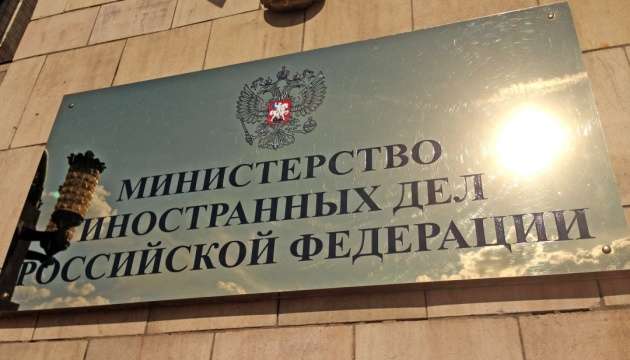 МИНИСТЕРСТВО
ИНОСТРАННЫХ ДЕЛ
РОССИЙСКОЙ ФЕДЕРАЦИИ